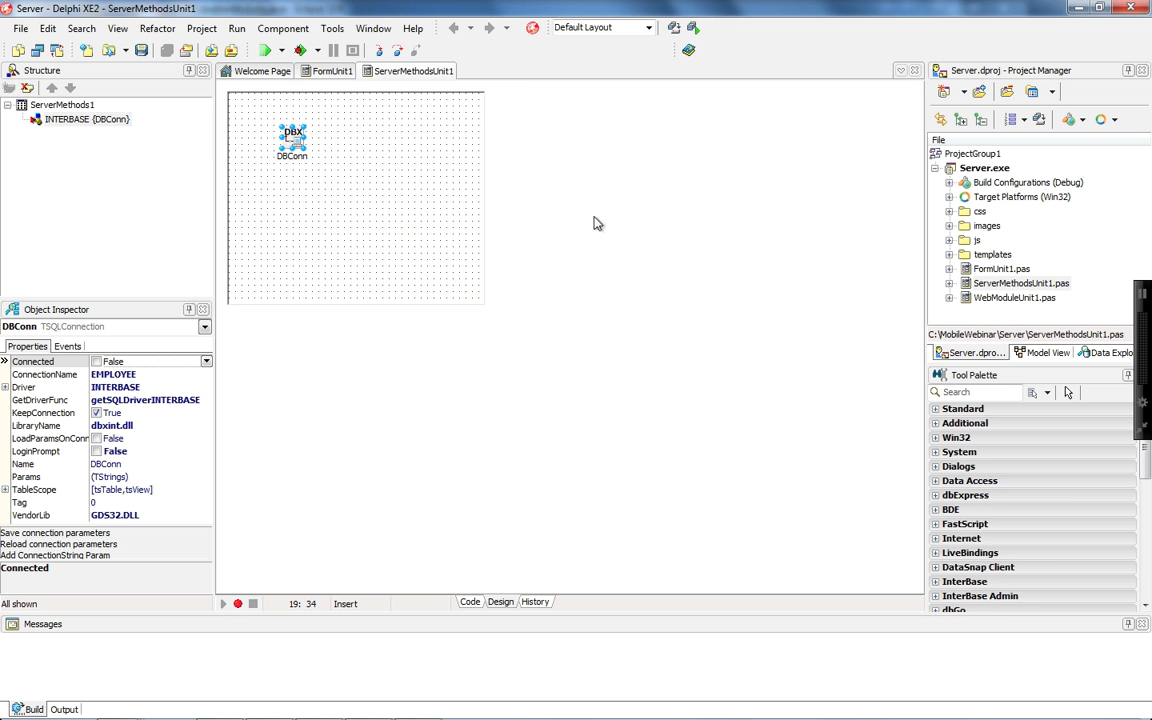 Server - Delphi XE2 - ServerMethodsUnit1
File Edit Search View Refactor Project Run Component Tools Window Help
Default Layout
Structure
Welcome Page FormUnit1 ServerMethodsUnit1
Server.dproj - Project Manager
ServerMethods1
INTERBASE {DBConn}
DBX
DBConn
File
ProjectGroup1
Server.exe
Build Configurations (Debug)
Target Platforms (Win32)
css
images
js
templates
FormUnit1.pas
ServerMethodsUnit1.pas
WebModuleUnit1.pas
C:\MobileWebinar\Server\ServerMethodsUnit1.pas
Server.dpro... Model View Data Explo
Object Inspector
DBConn TSQLConnection
Properties Events
Connected False
ConnectionName EMPLOYEE
Driver INTERBASE
GetDriverFunc getSQLDriverINTERBASE
KeepConnection True
LibraryName dbxint.dll
LoadParamsOnConn False
LoginPrompt False
Name DBConn
Params (TStrings)
TableScope [tsTable,tsView]
Tag 0
VendorLib GDS32.DLL
Save connection parameters
Reload connection parameters
Add ConnectionString Param
Connected
All shown
Tool Palette
Search
Standard
Additional
Win32
System
Dialogs
Data Access
dbExpress
BDE
FastScript
Internet
LiveBindings
DataSnap Client
InterBase
InterBase Admin
dbGo
19: 34 Insert
Code Design History
Messages
Build Output